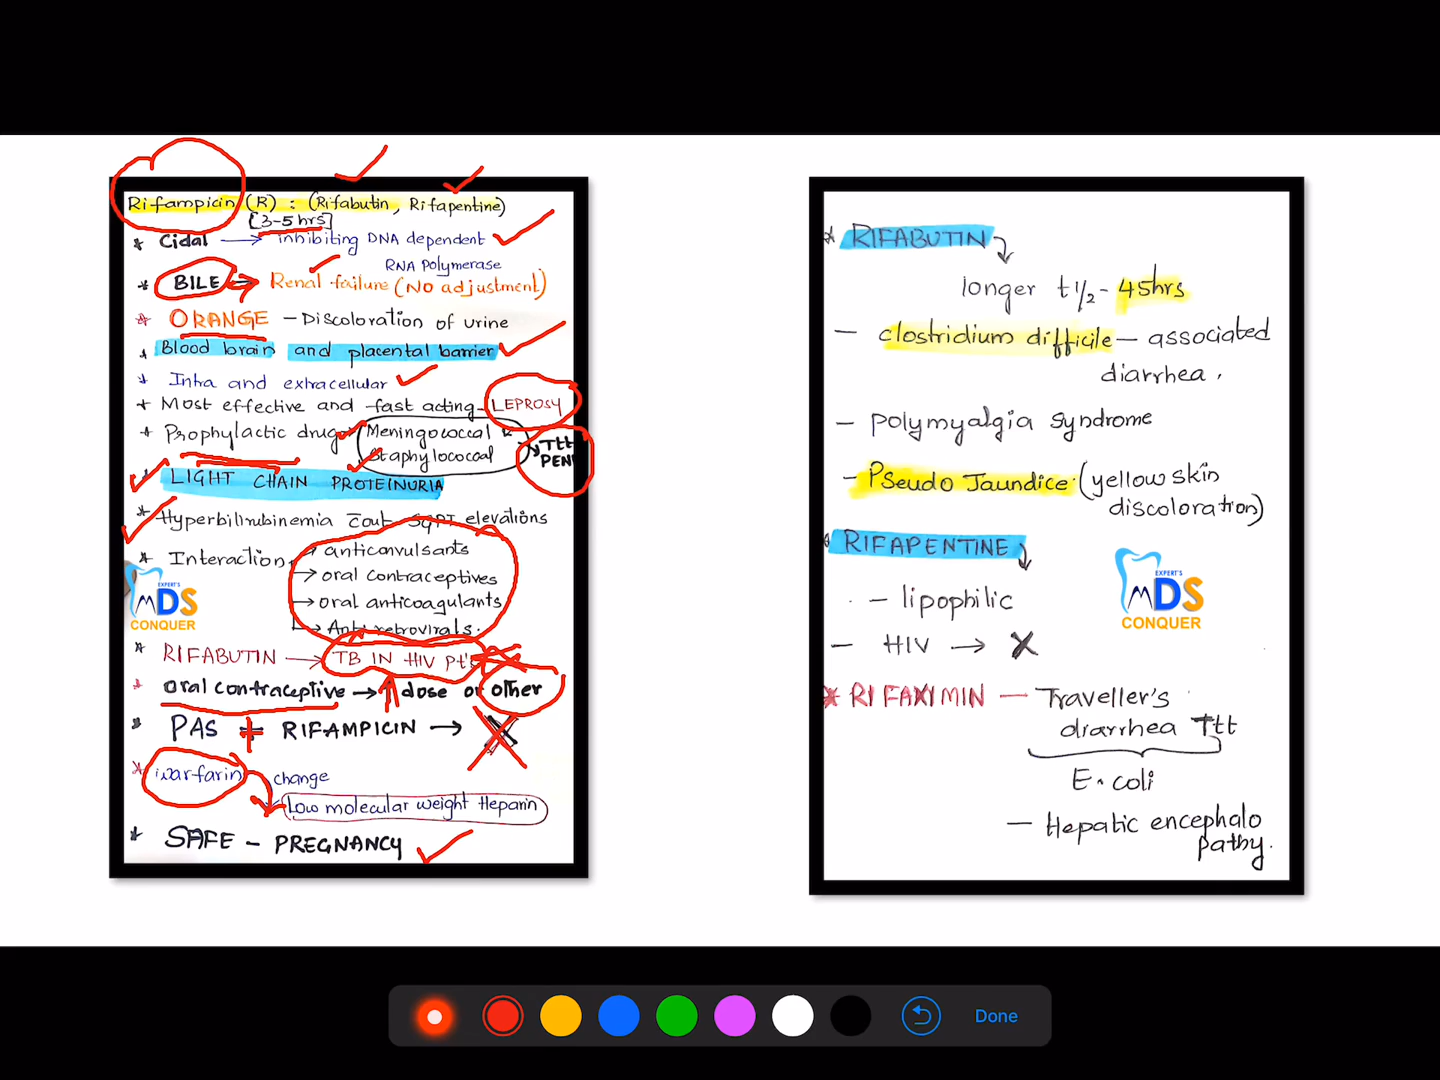 Rifampicin (R) : (Rifabutin, Rifapentine)
[3-5 hrs]
* Cidal → inhibiting DNA dependent
RNA Polymerase
* BILE → Renal failure (No adjustment)
* ORANGE – Discoloration of urine
* Blood brain and placental barrier
* Intra and extracellular
* Most effective and fast acting – LEPROSY
* Prophylactic drug Meningococcal
Staphylococcal
Ttt
PEN
* LIGHT CHAIN PROTEINURIA
* Hyperbilirubinemia c̄out SGPT elevations
* Interaction → anticonvulsants
→ oral contraceptives
→ oral anticoagulants
→ Anti retrovirals.
EXPERT'S
MDS
CONQUER
* RIFABUTIN → TB IN HIV Pt's
* Oral contraceptive → ↑ dose or other
* PAS + RIFAMPICIN → X
* warfarin change
Low molecular weight Heparin
* SAFE – PREGNANCY
* RIFABUTIN
longer t1/2 - 45hrs
– clostridium difficile – associated
diarrhea.
– polymyalgia syndrome
– Pseudo Jaundice (yellow skin
discoloration)
* RIFAPENTINE
– lipophilic
– HIV → X
EXPERT'S
MDS
CONQUER
* RIFAXIMIN – Traveller's
diarrhea Ttt
E. coli
– Hepatic encephalo
pathy.
Done